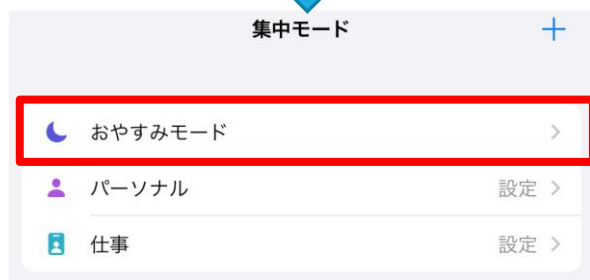 集中モード
おやすみモード
パーソナル 設定
仕事 設定